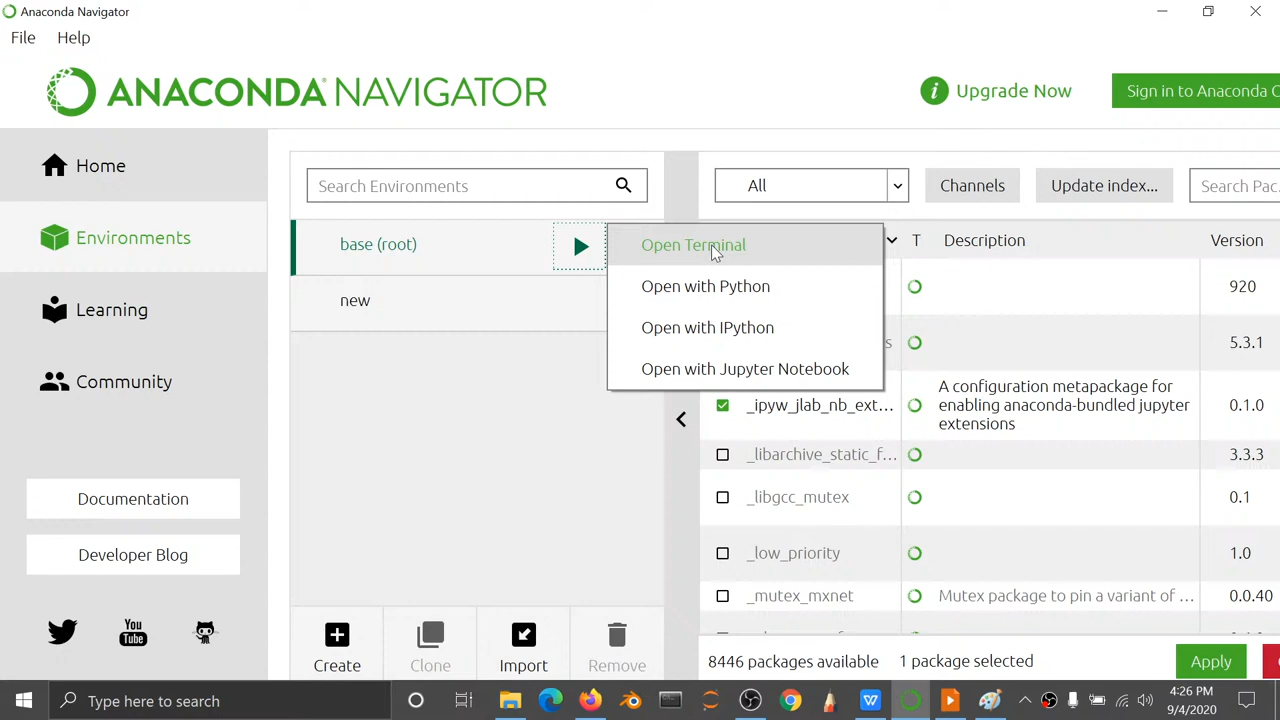 Anaconda Navigator
File Help
ANACONDA NAVIGATOR
i Upgrade Now
Sign in to Anaconda C
Home
Environments
Learning
Community
Documentation
Developer Blog
You
Tube
Search Environments
base (root)
new
Open Terminal
Open with Python
Open with IPython
Open with Jupyter Notebook
Create
Clone
Import
Remove
All
Channels
Update index...
Search Pac...
T Description Version
920
s 5.3.1
_ipyw_jlab_nb_ext... A configuration metapackage for
enabling anaconda-bundled jupyter
extensions 0.1.0
_libarchive_static_f... 3.3.3
_libgcc_mutex 0.1
_low_priority 1.0
_mutex_mxnet Mutex package to pin a variant of ... 0.0.40
8446 packages available 1 package selected
Apply
Type here to search
4:26 PM
9/4/2020